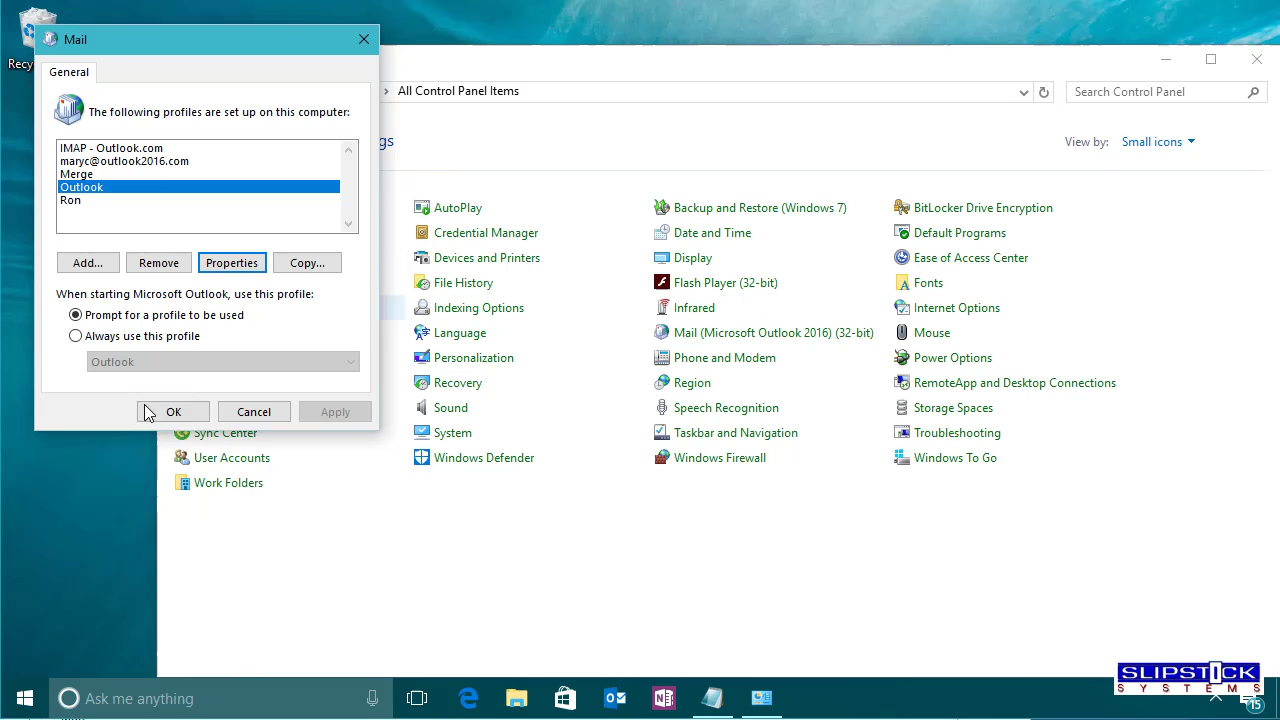 Recy
Mail
General
The following profiles are set up on this computer:
IMAP - Outlook.com
maryc@outlook2016.com
Merge
Outlook
Ron
Add...
Remove
Properties
Copy...
When starting Microsoft Outlook, use this profile:
Prompt for a profile to be used
Always use this profile
Outlook
OK
Cancel
Apply
All Control Panel Items
Search Control Panel
gs
View by:
Small icons
AutoPlay
Backup and Restore (Windows 7)
BitLocker Drive Encryption
Credential Manager
Date and Time
Default Programs
Devices and Printers
Display
Ease of Access Center
File History
Flash Player (32-bit)
Fonts
Indexing Options
Infrared
Internet Options
Language
Mail (Microsoft Outlook 2016) (32-bit)
Mouse
Personalization
Phone and Modem
Power Options
Recovery
Region
RemoteApp and Desktop Connections
Sound
Speech Recognition
Storage Spaces
Sync Center
System
Taskbar and Navigation
Troubleshooting
User Accounts
Windows Defender
Windows Firewall
Windows To Go
Work Folders
SLIPSTICK
SYSTEMS
Ask me anything
15